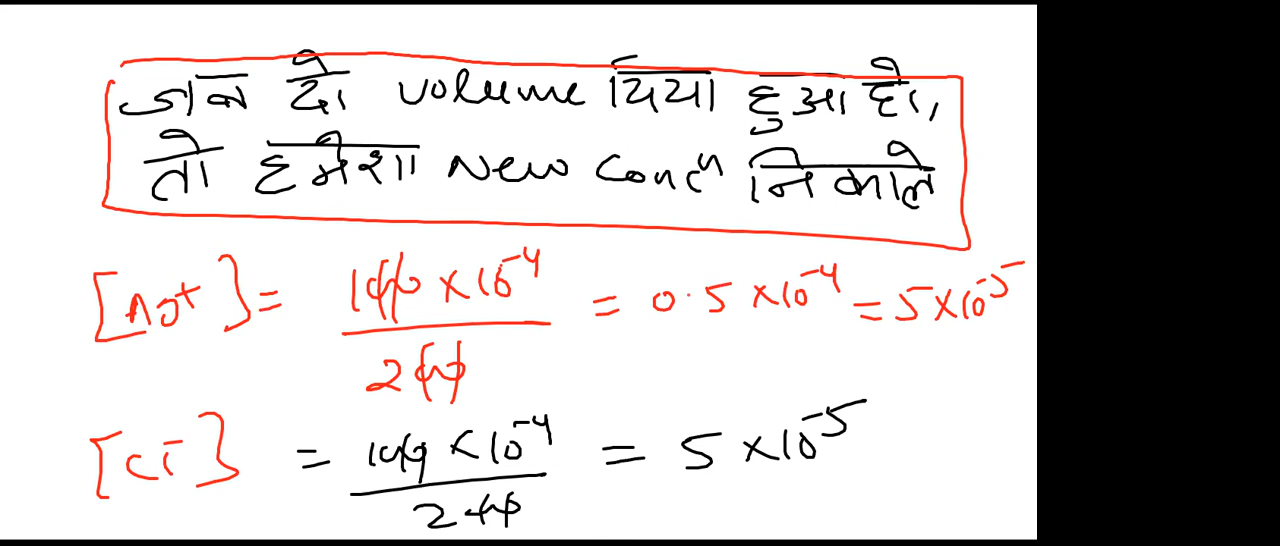 जब दो volume दिया हुआ हो,
तो हमेशा New concⁿ निकाले
[Ag⁺] = 100 × 10⁻⁴ / 200 = 0.5 × 10⁻⁴ = 5 × 10⁻⁵
[Cl⁻] = 100 × 10⁻⁴ / 200 = 5 × 10⁻⁵